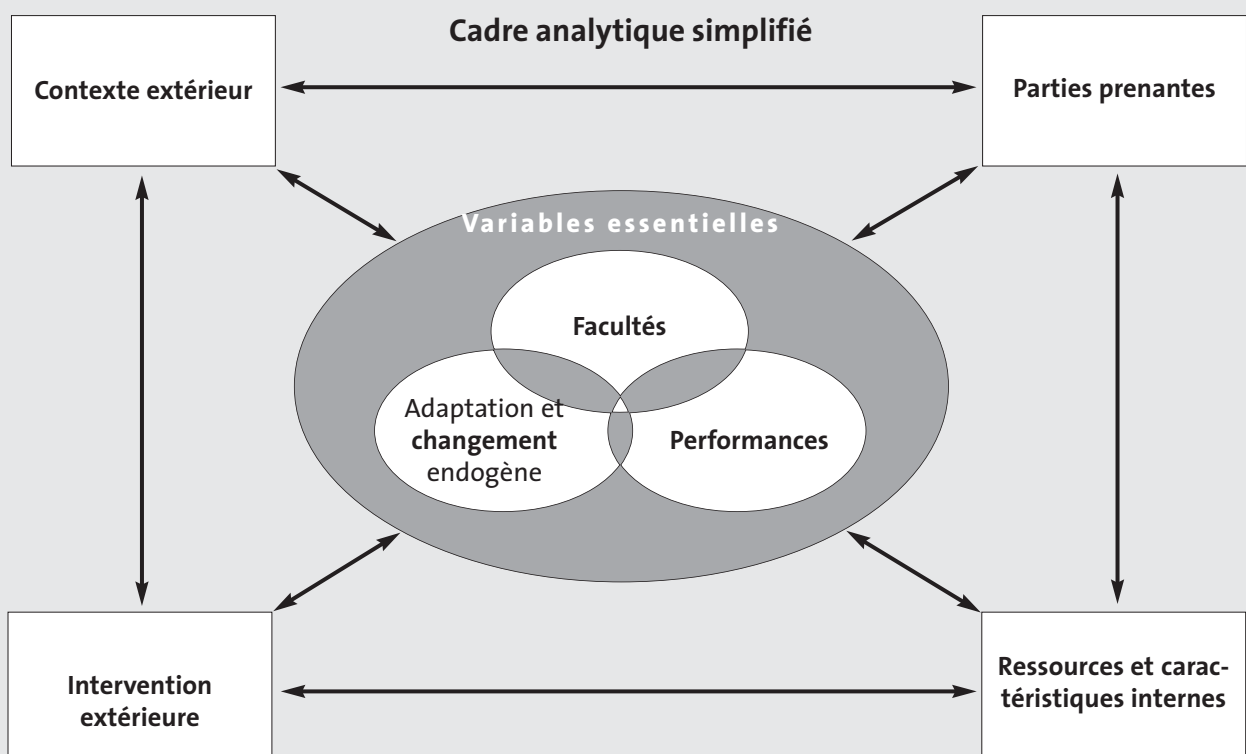 Cadre analytique simplifié
Contexte extérieur
Parties prenantes
Variables essentielles
Facultés
Adaptation et
changement
endogène
Performances
Intervention
extérieure
Ressources et carac-
téristiques internes